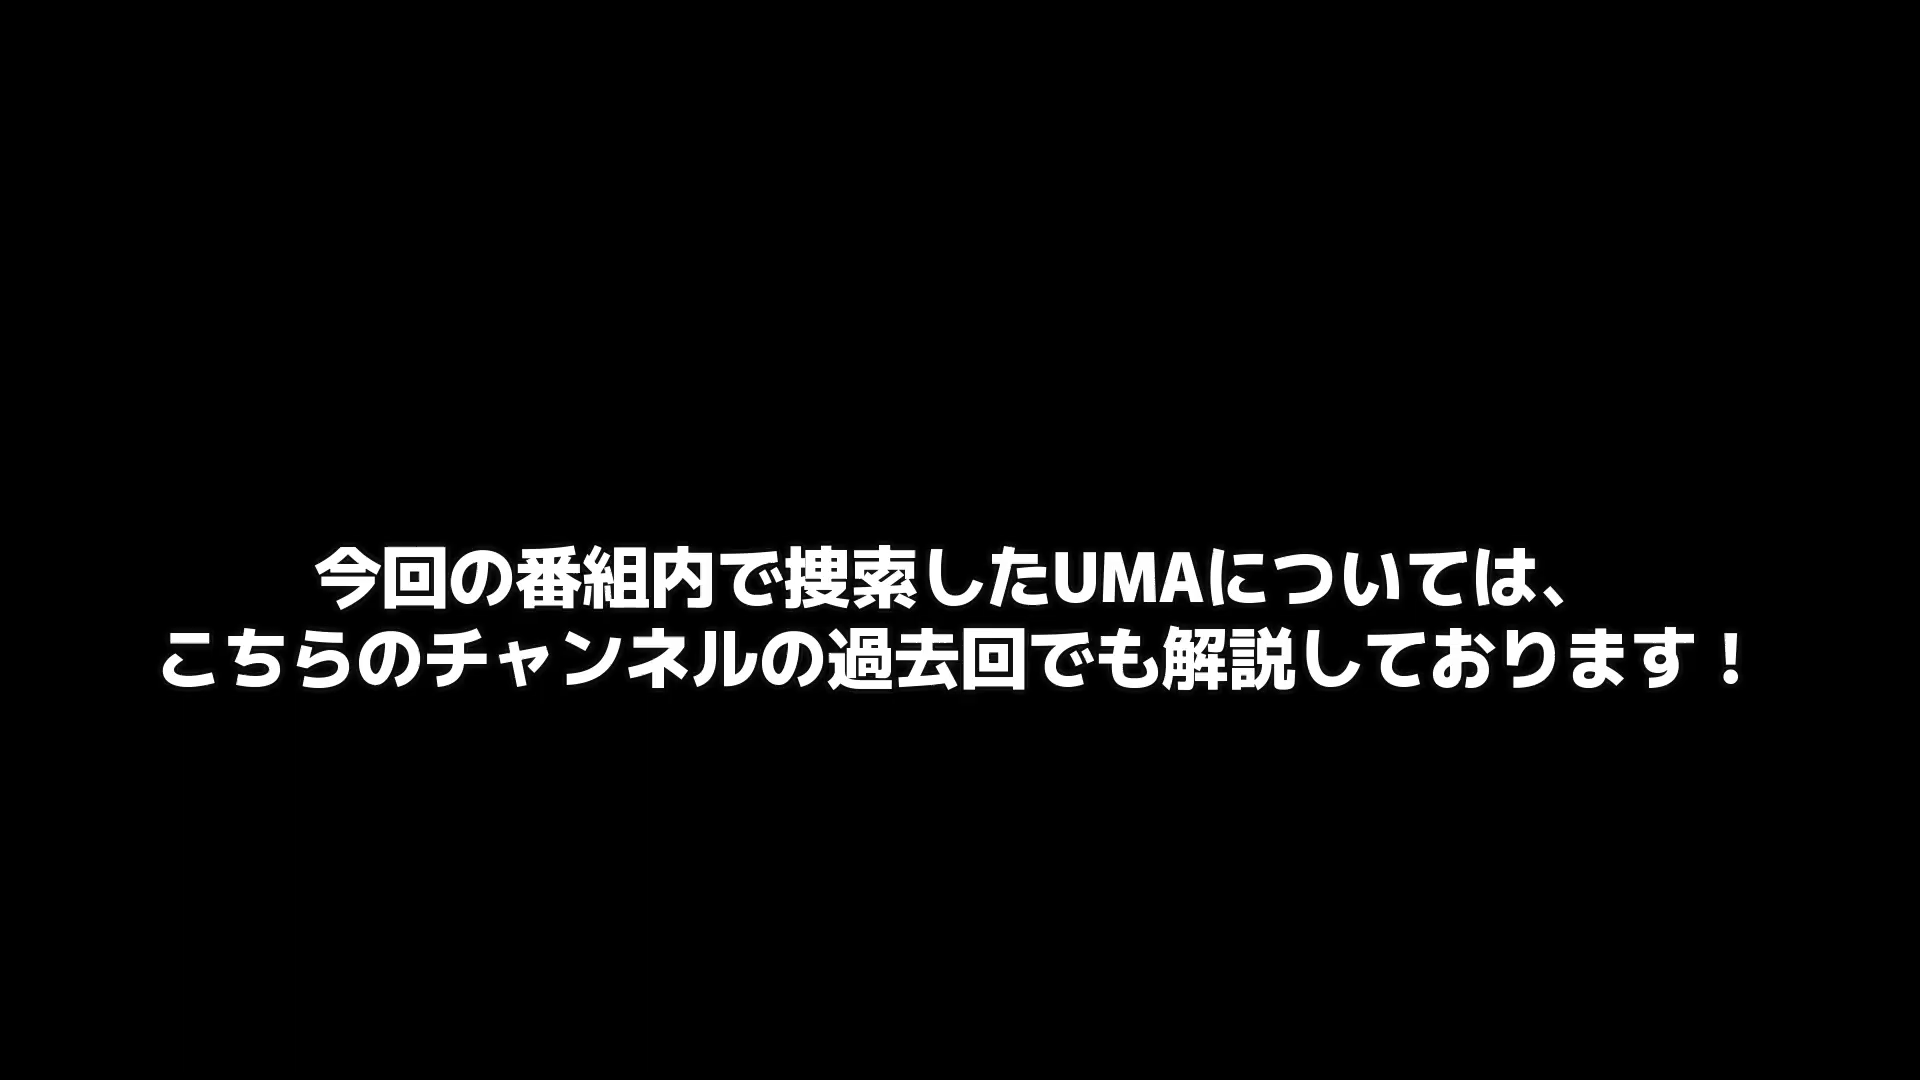 今回の番組内で捜索したUMAについては、
こちらのチャンネルの過去回でも解説しております！